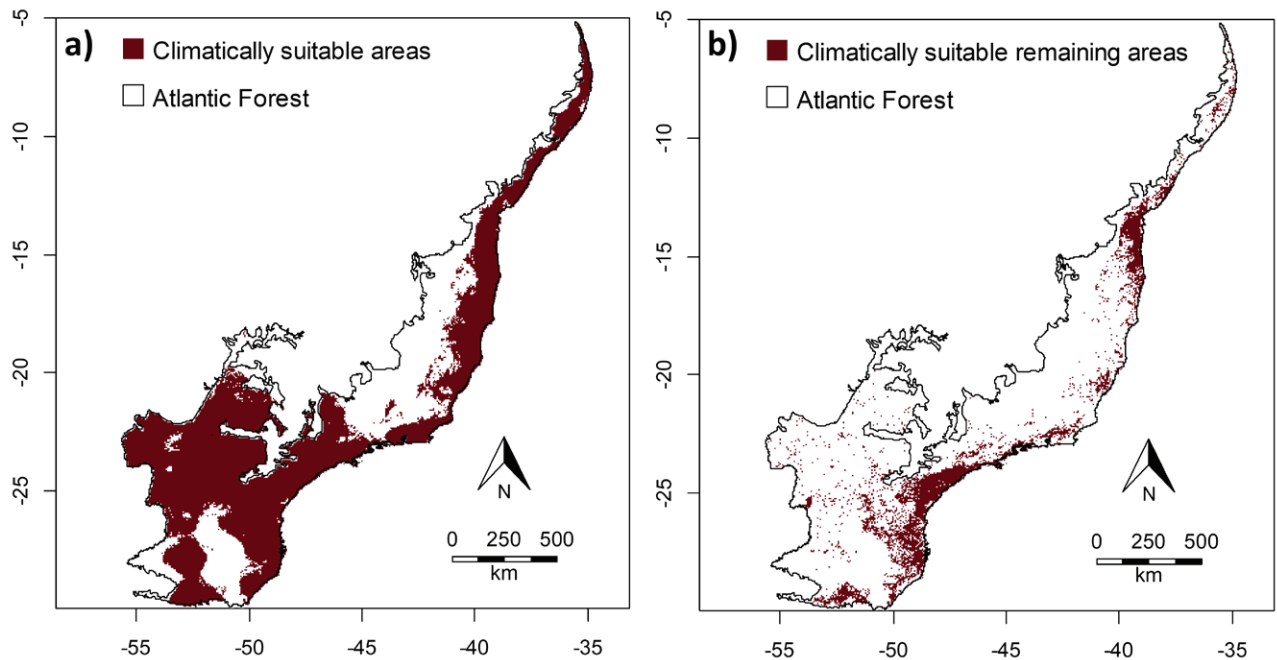 a)
Climatically suitable areas
Atlantic Forest
-5
-10
-15
-20
-25
N
0 250 500
km
-55 -50 -45 -40 -35
b)
Climatically suitable remaining areas
Atlantic Forest
-5
-10
-15
-20
-25
N
0 250 500
km
-55 -50 -45 -40 -35